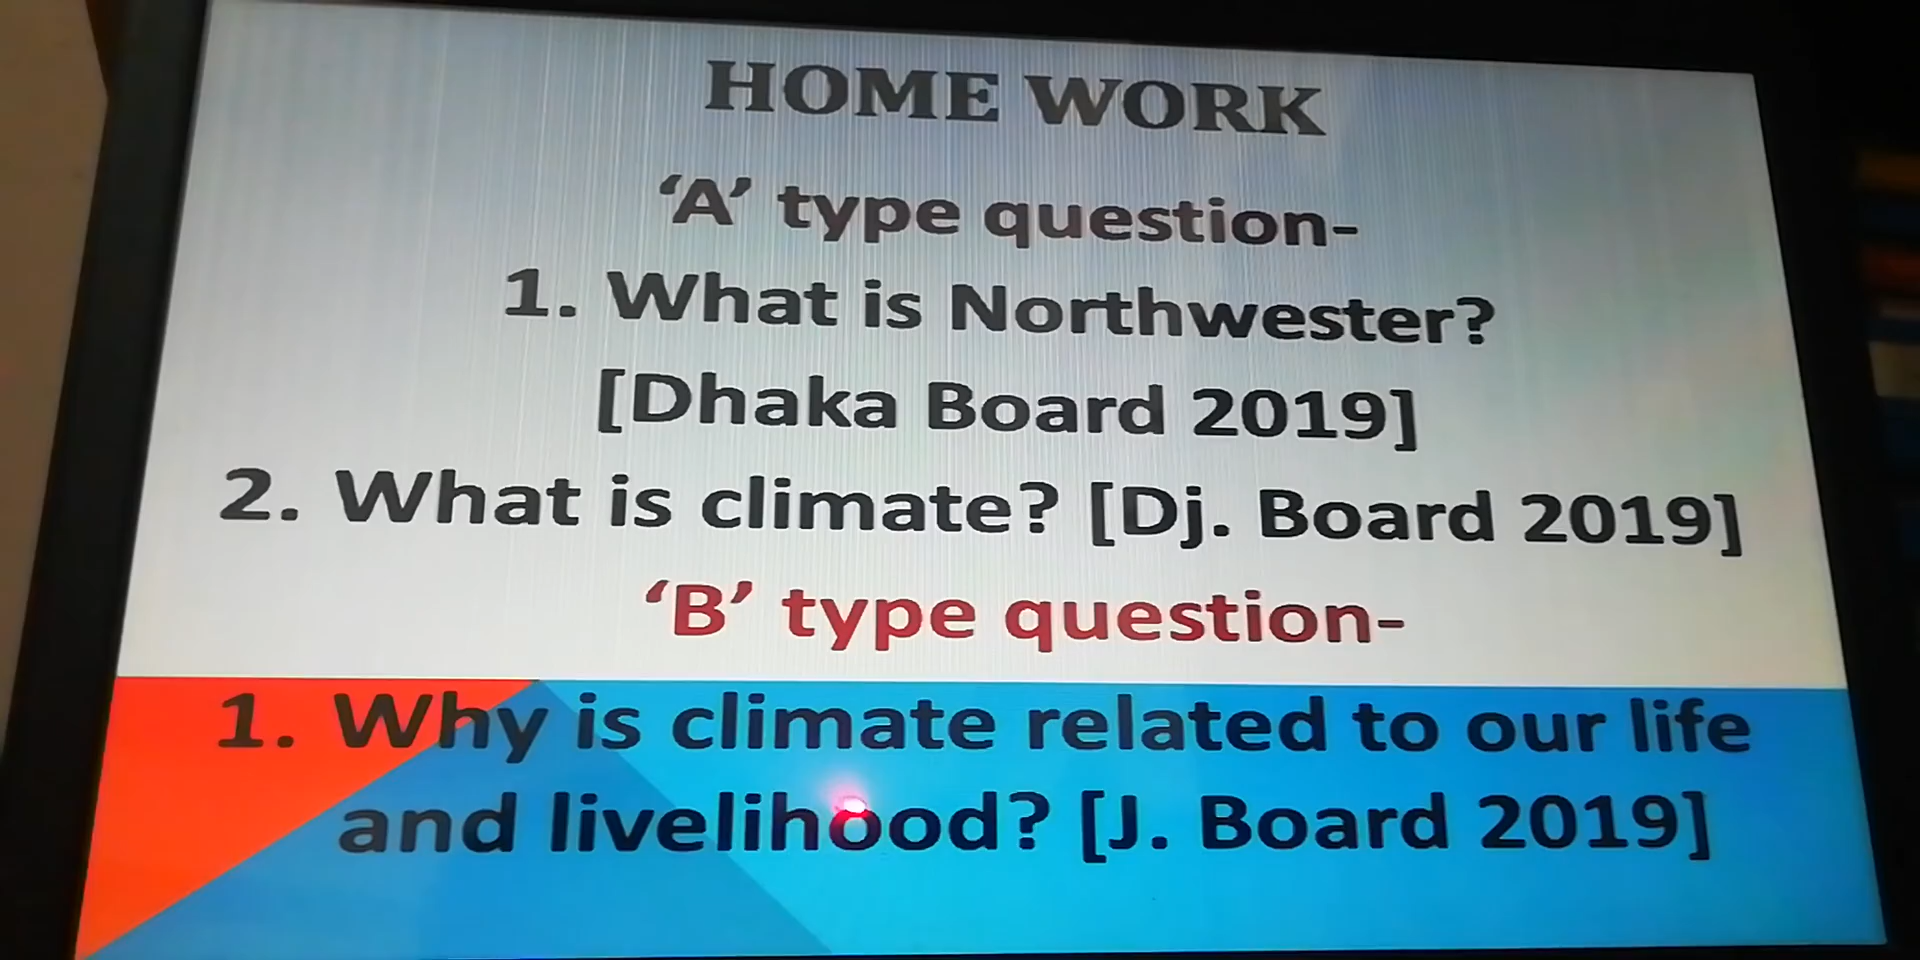 HOME WORK
‘A’ type question-
1. What is Northwester?
[Dhaka Board 2019]
2. What is climate? [Dj. Board 2019]
‘B’ type question-
1. Why is climate related to our life
and livelihood? [J. Board 2019]